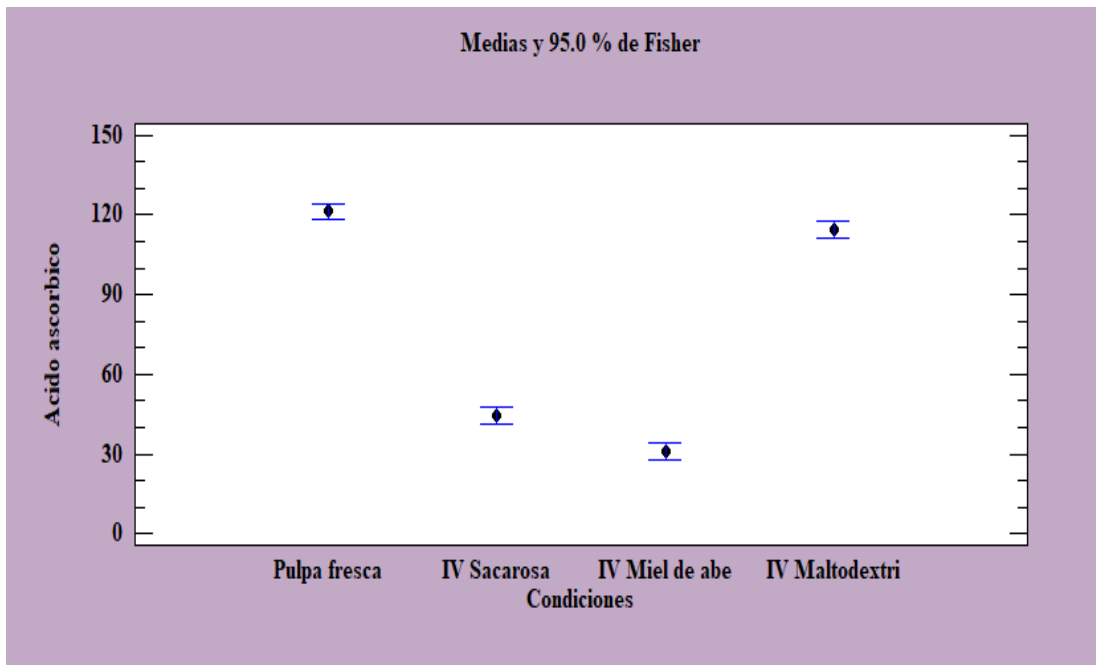 Medias y 95.0 % de Fisher
150
120
90
60
30
0
Acido ascorbico
Pulpa fresca
IV Sacarosa
IV Miel de abe
IV Maltodextri
Condiciones